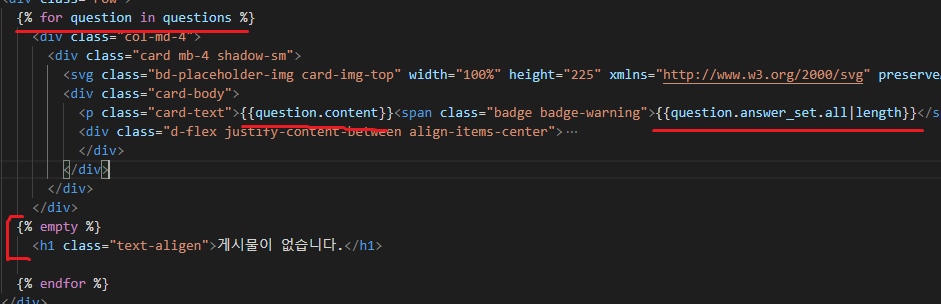 <div class="row">
{% for question in questions %}
<div class="col-md-4">
<div class="card mb-4 shadow-sm">
<svg class="bd-placeholder-img card-img-top" width="100%" height="225" xmlns="http://www.w3.org/2000/svg" preserveA
<div class="card-body">
<p class="card-text">{{question.content}}<span class="badge badge-warning">{{question.answer_set.all|length}}</s
<div class="d-flex justify-content-between align-items-center">…
</div>
</div>
</div>
</div>
{% empty %}
<h1 class="text-aligen">게시물이 없습니다.</h1>
{% endfor %}
</div>